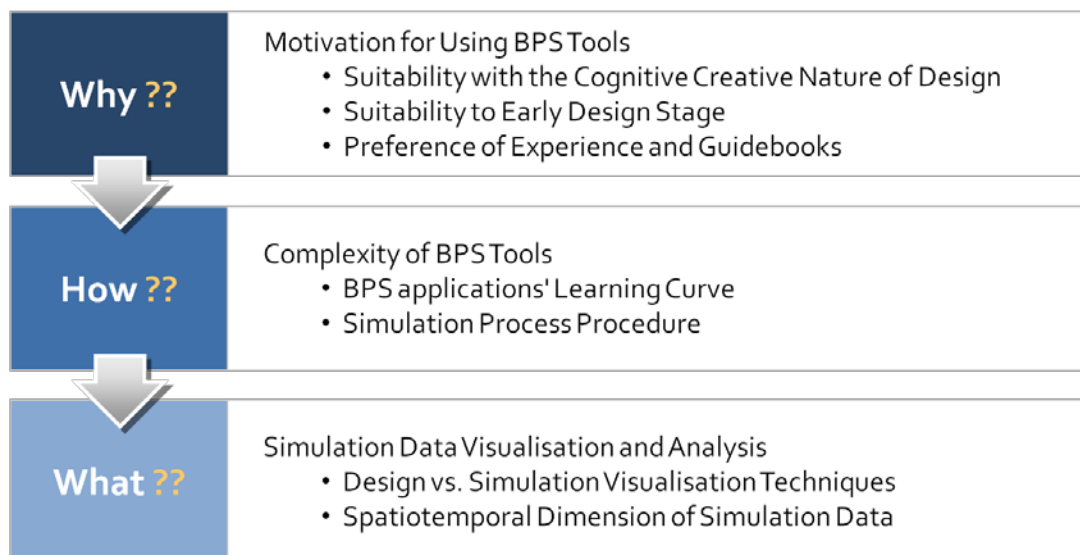 Why ??
Motivation for Using BPS Tools
• Suitability with the Cognitive Creative Nature of Design
• Suitability to Early Design Stage
• Preference of Experience and Guidebooks
How ??
Complexity of BPS Tools
• BPS applications' Learning Curve
• Simulation Process Procedure
What ??
Simulation Data Visualisation and Analysis
• Design vs. Simulation Visualisation Techniques
• Spatiotemporal Dimension of Simulation Data